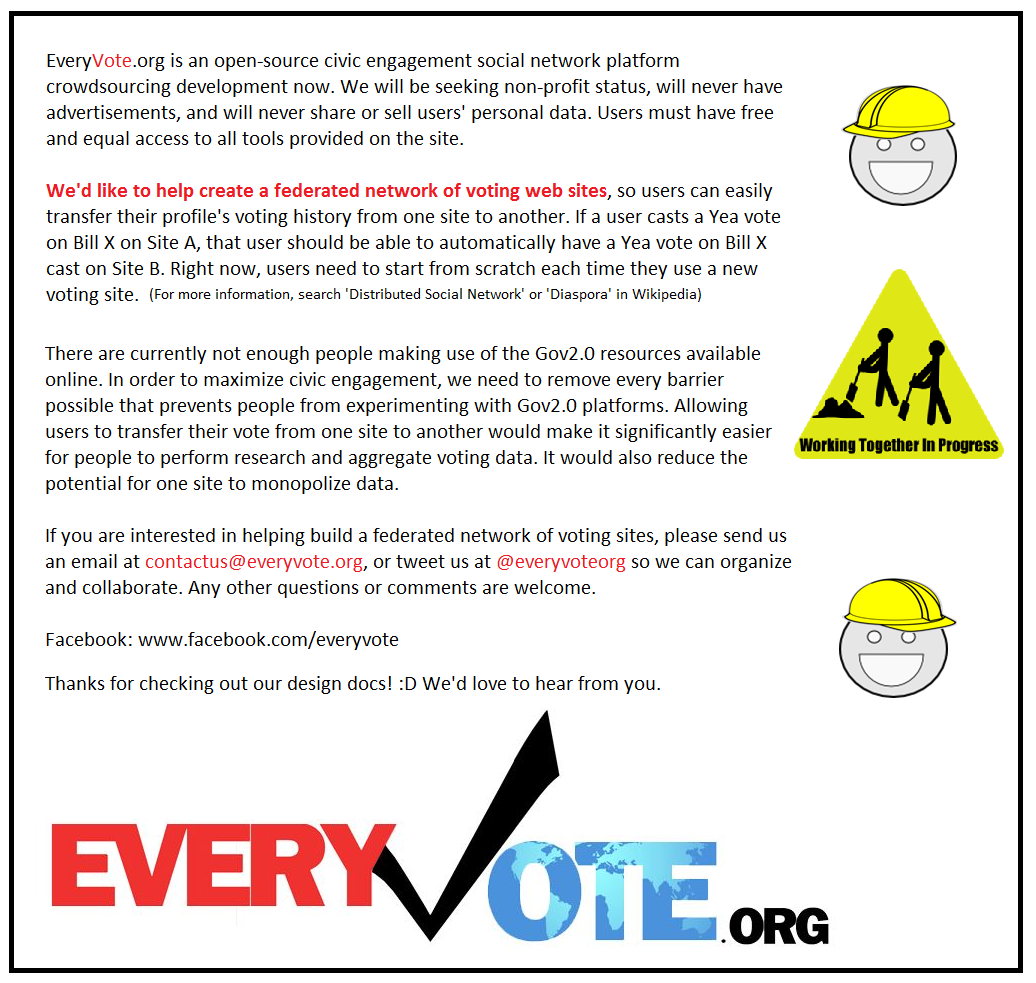 EveryVote.org is an open-source civic engagement social network platform
crowdsourcing development now. We will be seeking non-profit status, will never have
advertisements, and will never share or sell users' personal data. Users must have free
and equal access to all tools provided on the site.
We'd like to help create a federated network of voting web sites, so users can easily
transfer their profile's voting history from one site to another. If a user casts a Yea vote
on Bill X on Site A, that user should be able to automatically have a Yea vote on Bill X
cast on Site B. Right now, users need to start from scratch each time they use a new
voting site. (For more information, search 'Distributed Social Network' or 'Diaspora' in Wikipedia)
There are currently not enough people making use of the Gov2.0 resources available
online. In order to maximize civic engagement, we need to remove every barrier
possible that prevents people from experimenting with Gov2.0 platforms. Allowing
users to transfer their vote from one site to another would make it significantly easier
for people to perform research and aggregate voting data. It would also reduce the
potential for one site to monopolize data.
Working Together In Progress
If you are interested in helping build a federated network of voting sites, please send us
an email at contactus@everyvote.org, or tweet us at @everyvoteorg so we can organize
and collaborate. Any other questions or comments are welcome.
Facebook: www.facebook.com/everyvote
Thanks for checking out our design docs! :D We'd love to hear from you.
EVERYVOTE.ORG